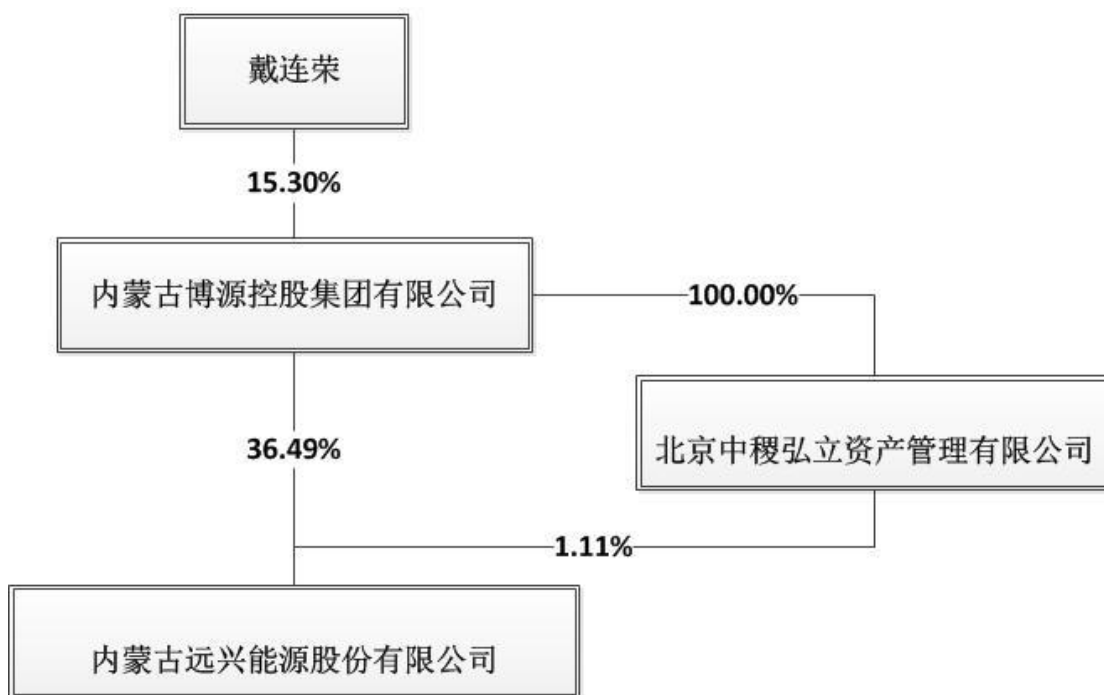 戴连荣
15.30%
内蒙古博源控股集团有限公司
100.00%
36.49%
北京中稷弘立资产管理有限公司
1.11%
内蒙古远兴能源股份有限公司